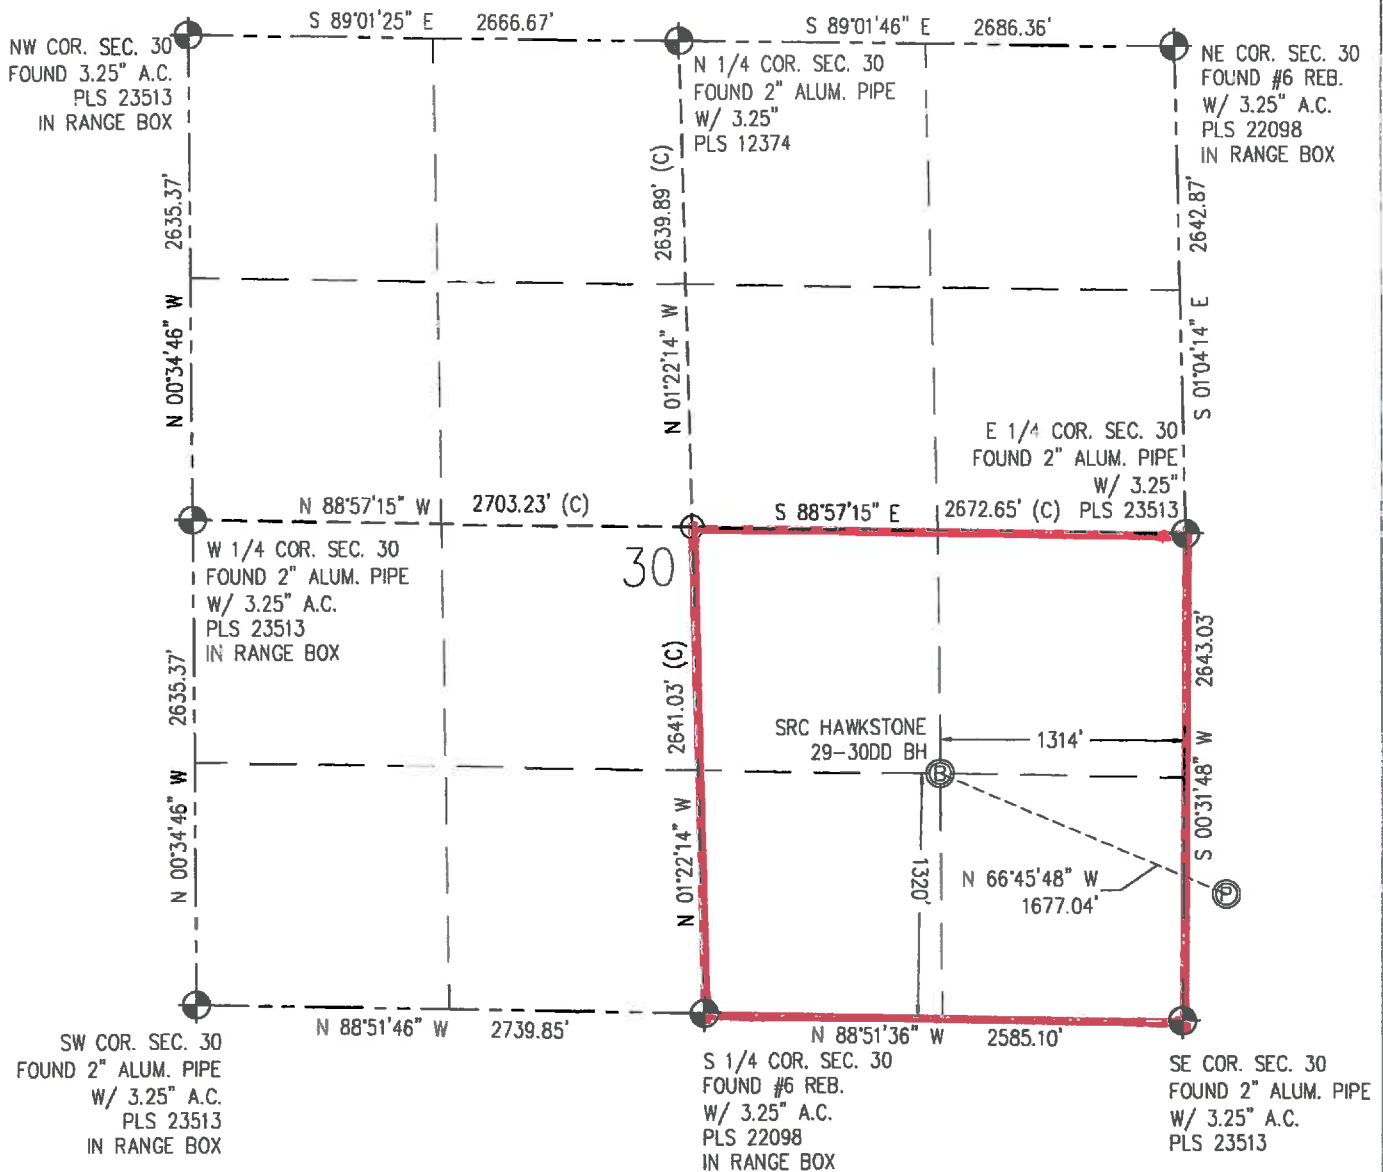 S 89°01'25" E 2666.67'
S 89°01'46" E 2686.36'
NW COR. SEC. 30
FOUND 3.25" A.C.
PLS 23513
IN RANGE BOX
N 1/4 COR. SEC. 30
FOUND 2" ALUM. PIPE
W/ 3.25"
PLS 12374
NE COR. SEC. 30
FOUND #6 REB.
W/ 3.25" A.C.
PLS 22098
IN RANGE BOX
N 00°34'46" W 2635.37'
N 01°22'14" W 2639.89' (C)
S 01°04'14" E 2642.87'
E 1/4 COR. SEC. 30
FOUND 2" ALUM. PIPE
W/ 3.25"
PLS 23513
N 88°57'15" W 2703.23' (C)
S 88°57'15" E 2672.65' (C)
W 1/4 COR. SEC. 30
FOUND 2" ALUM. PIPE
W/ 3.25" A.C.
PLS 23513
IN RANGE BOX
30
N 00°34'46" W 2635.37'
N 01°22'14" W 2641.03' (C)
S 00°31'48" W 2643.03'
SRC HAWKSTONE
29-30DD BH
1314'
B
1320'
N 66°45'48" W
1677.04'
P
N 88°51'46" W 2739.85'
N 88°51'36" W 2585.10'
SW COR. SEC. 30
FOUND 2" ALUM. PIPE
W/ 3.25" A.C.
PLS 23513
IN RANGE BOX
S 1/4 COR. SEC. 30
FOUND #6 REB.
W/ 3.25" A.C.
PLS 22098
IN RANGE BOX
SE COR. SEC. 30
FOUND 2" ALUM. PIPE
W/ 3.25" A.C.
PLS 23513